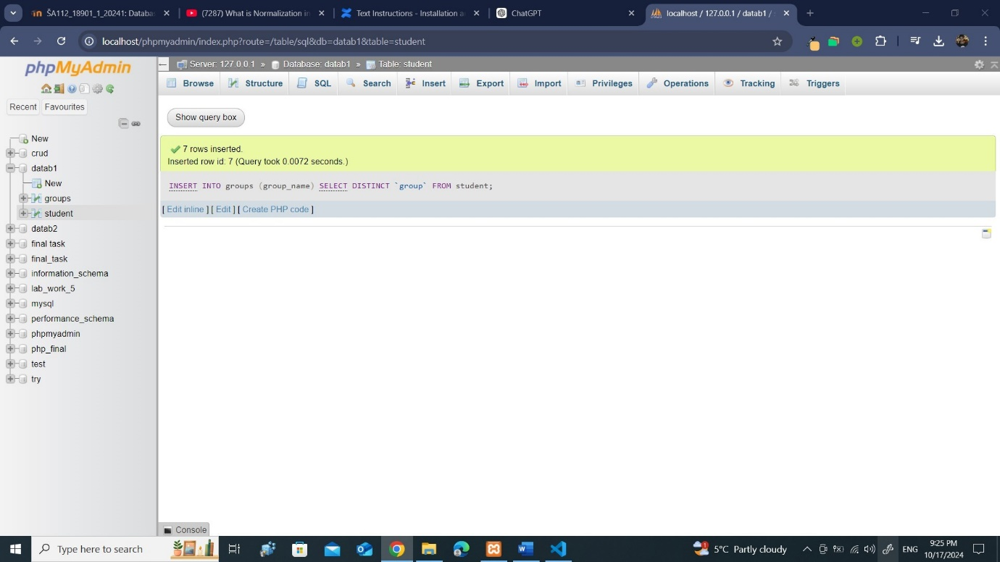 ŠA112_18901_1_20241: Databa
(7287) What is Normalization in
Text Instructions - Installation a
ChatGPT
localhost / 127.0.0.1 / datab1 /
localhost/phpmyadmin/index.php?route=/table/sql&db=datab1&table=student
phpMyAdmin
Recent Favourites
New
crud
datab1
New
groups
student
datab2
final task
final_task
information_schema
lab_work_5
mysql
performance_schema
phpmyadmin
php_final
test
try
Server: 127.0.0.1 » Database: datab1 » Table: student
Browse Structure SQL Search Insert Export Import Privileges Operations Tracking Triggers
Show query box
7 rows inserted.
Inserted row id: 7 (Query took 0.0072 seconds.)
INSERT INTO groups (group_name) SELECT DISTINCT `group` FROM student;
[ Edit inline ] [ Edit ] [ Create PHP code ]
Console
Type here to search
1
5°C Partly cloudy
ENG
9:25 PM
10/17/2024